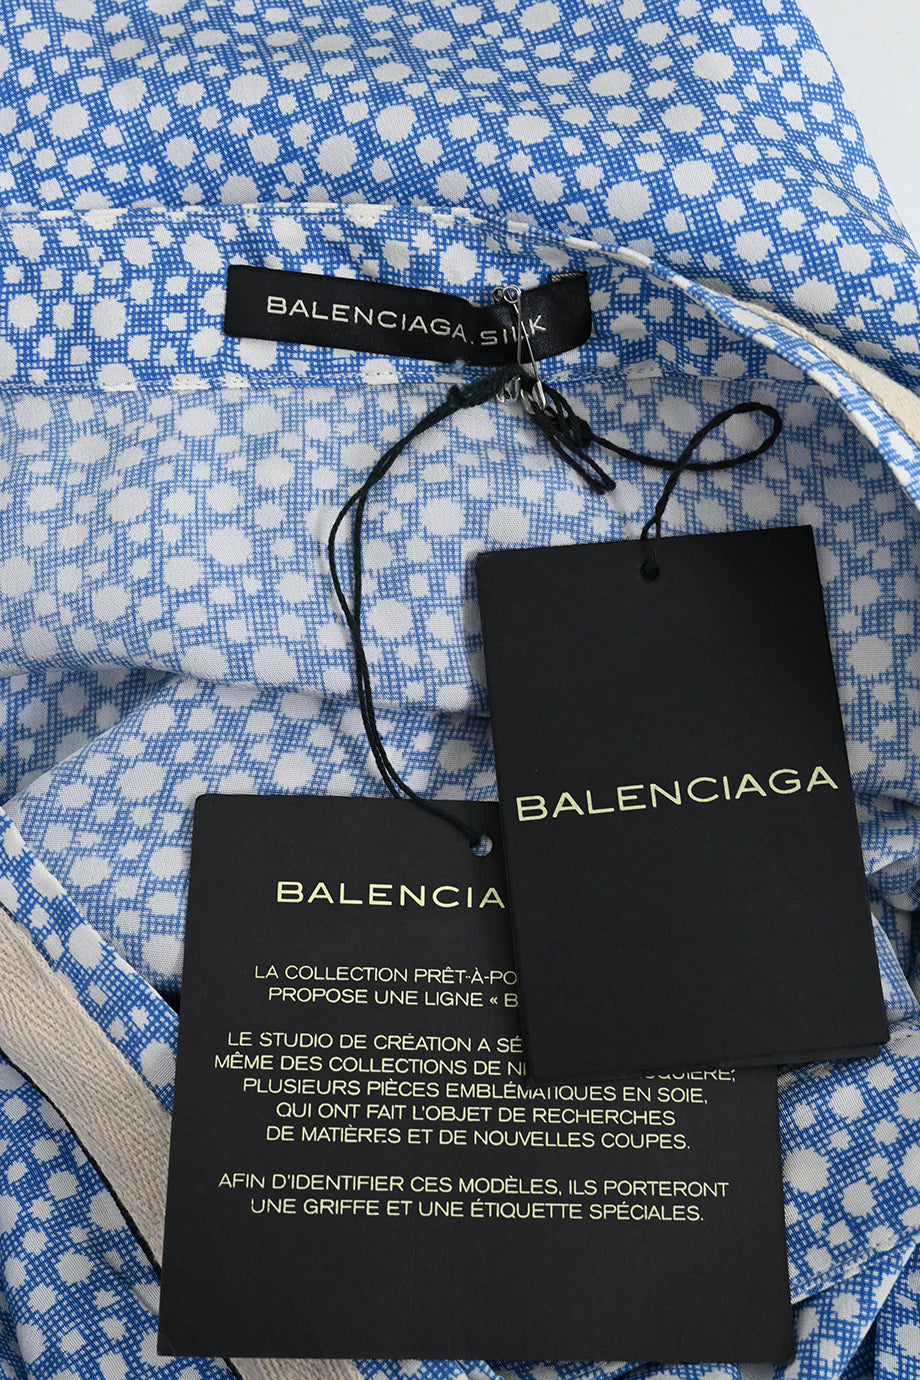 BALENCIAGA.SILK
BALENCIAGA
BALENCIA
LA COLLECTION PRÊT-À-PO
PROPOSE UNE LIGNE « B
LE STUDIO DE CRÉATION A SÉ
MÊME DES COLLECTIONS DE NI SQUIÈRE,
PLUSIEURS PIÈCES EMBLÉMATIQUES EN SOIE,
QUI ONT FAIT L'OBJET DE RECHERCHES
DE MATIÈRES ET DE NOUVELLES COUPES.
AFIN D'IDENTIFIER CES MODÈLES, ILS PORTERONT
UNE GRIFFE ET UNE ÉTIQUETTE SPÉCIALES.